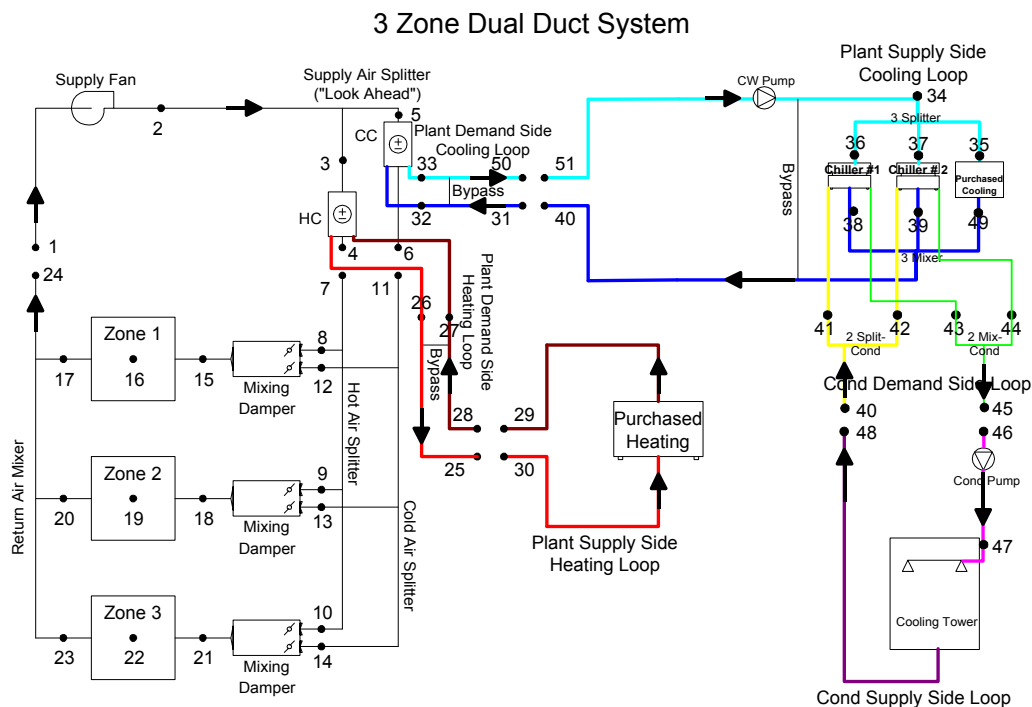 3 Zone Dual Duct System
Supply Fan
2
1
24
Supply Air Splitter
("Look Ahead")
5
CC
3
HC
4
6
7
11
Plant Demand Side
Cooling Loop
33
50
51
Bypass
32
31
40
CW Pump
Bypass
Plant Supply Side
Cooling Loop
34
3 Splitter
36
37
35
Chiller #1
Chiller # 2
Purchased
Cooling
38
39
49
3 Mixer
41
42
43
44
2 Split-
Cond
2 Mix-
Cond
Cond Demand Side Loop
40
48
45
46
Cond Pump
47
Cooling Tower
Cond Supply Side Loop
26
27
Bypass
Plant Demand Side
Heating Loop
28
29
25
30
Purchased
Heating
Plant Supply Side
Heating Loop
Zone 1
17
16
15
8
12
Mixing
Damper
Hot Air Splitter
Zone 2
20
19
18
9
13
Mixing
Damper
Cold Air Splitter
Return Air Mixer
Zone 3
23
22
21
10
14
Mixing
Damper